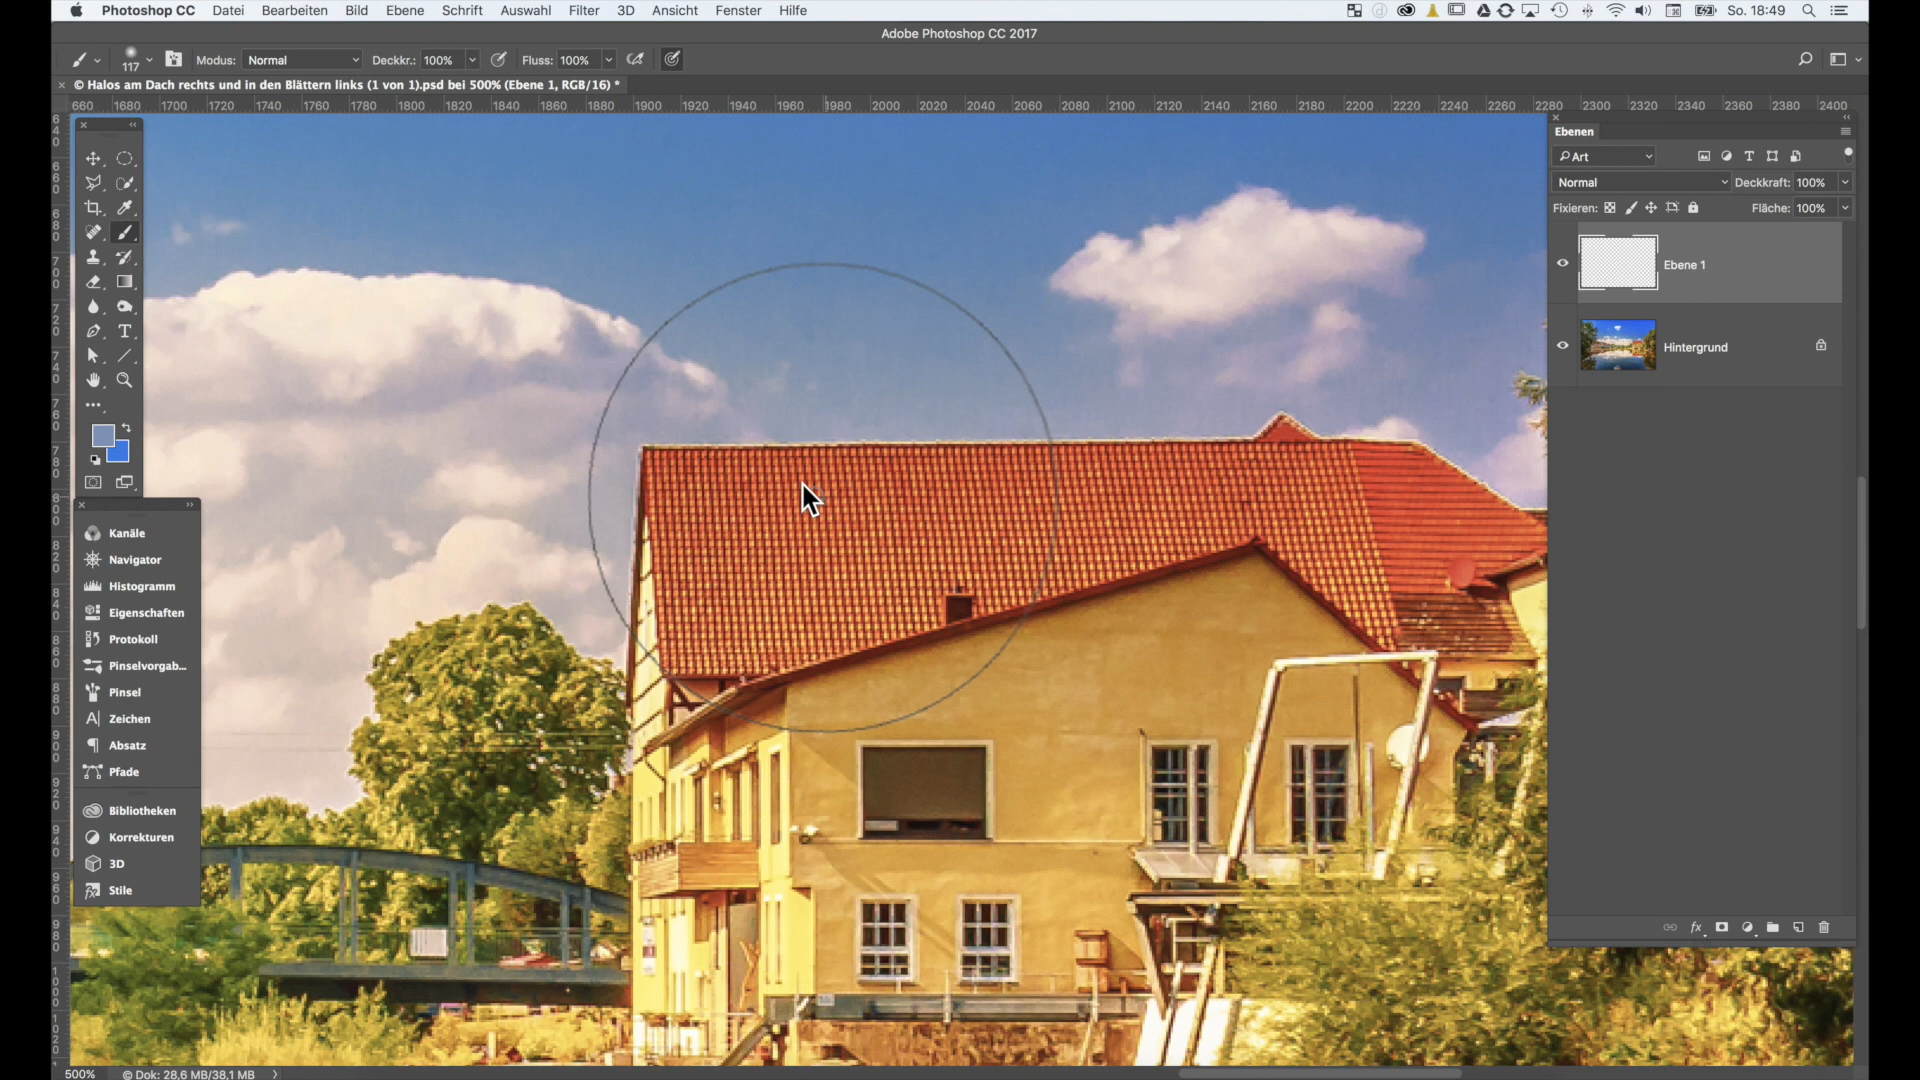 Photoshop CC Datei Bearbeiten Bild Ebene Schrift Auswahl Filter 3D Ansicht Fenster Hilfe So. 18:49
Adobe Photoshop CC 2017
117 Modus: Normal Deckkr.: 100% Fluss: 100%
© Halos am Dach rechts und in den Blättern links (1 von 1).psd bei 500% (Ebene 1, RGB/16) *
660 1680 1700 1720 1740 1760 1780 1800 1820 1840 1860 1880 1900 1920 1940 1960 1980 2000 2020 2040 2060 2080 2100 2120 2140 2160 2180 2200 2220 2240 2260 2280 2300 2320 2340 2360 2380 2400
640
660
680
700
720
740
760
780
800
820
840
860
880
900
920
940
960
980
1000
1020
Kanäle
Navigator
Histogramm
Eigenschaften
Protokoll
Pinselvorgab...
Pinsel
Zeichen
Absatz
Pfade
Bibliotheken
Korrekturen
3D
Stile
Ebenen
Art
Normal Deckkraft: 100%
Fixieren: Fläche: 100%
Ebene 1
Hintergrund
fx
500% © Dok: 28,6 MB/38,1 MB